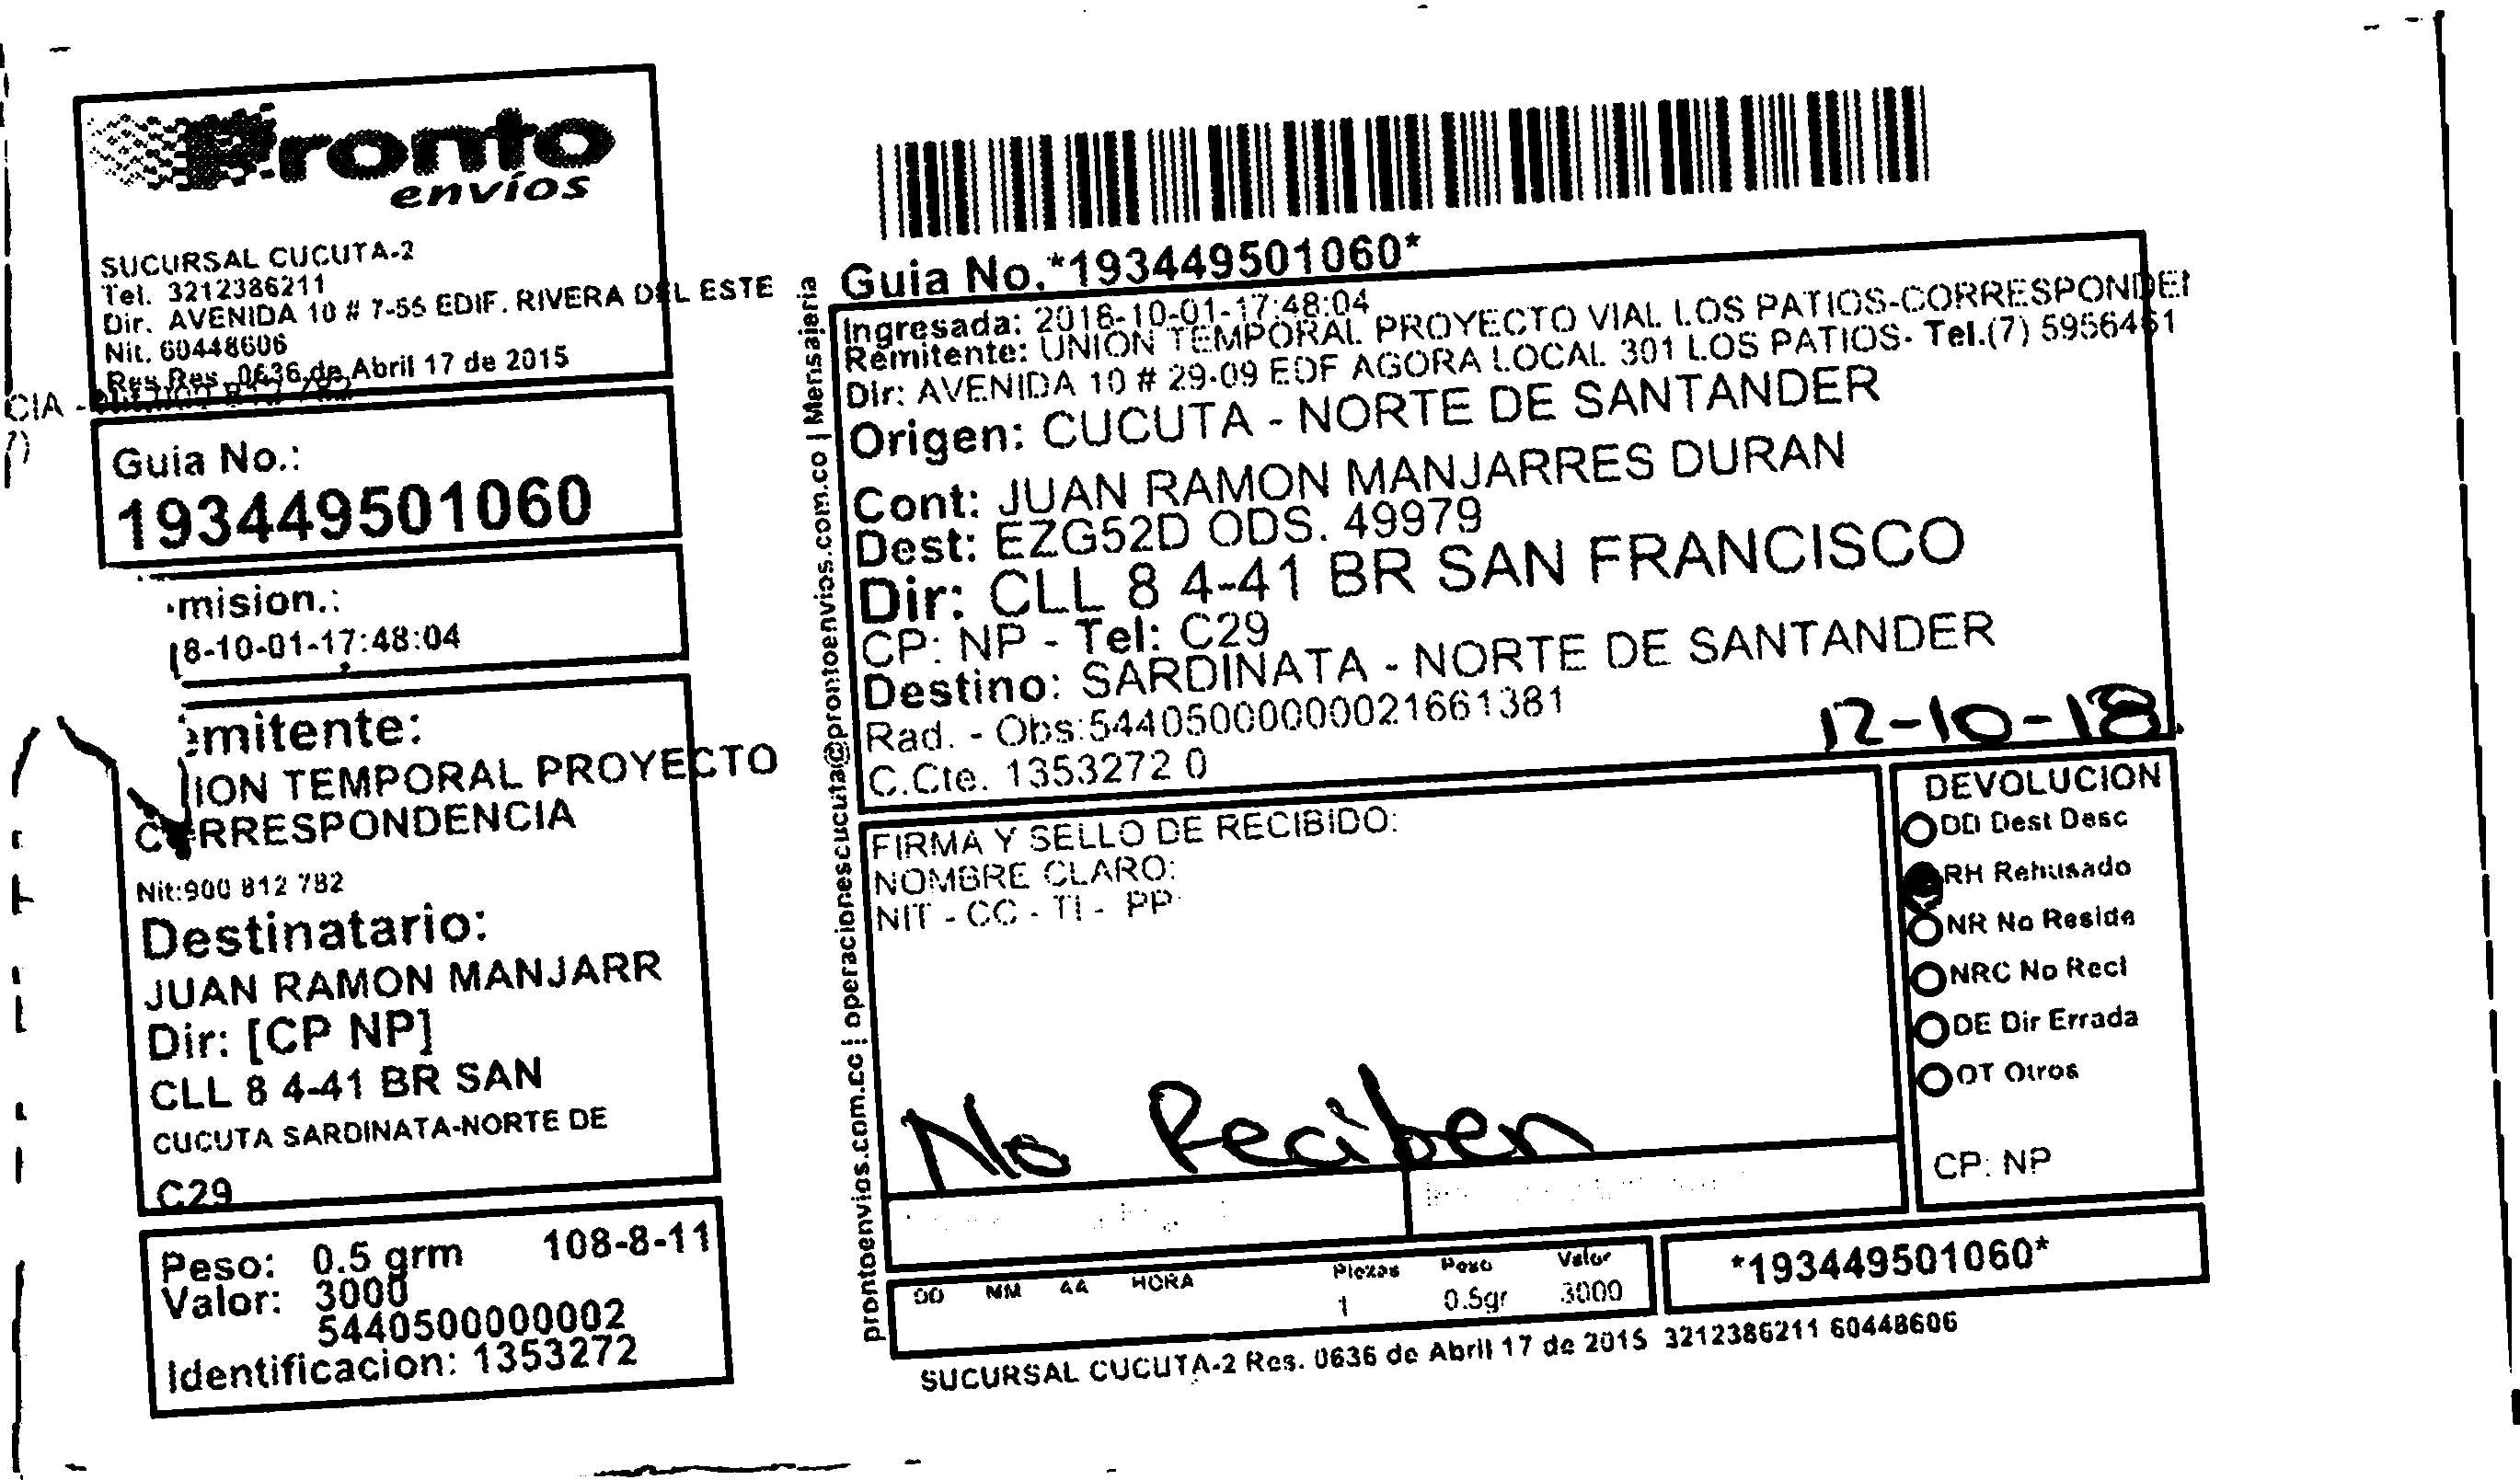 Pronto
envíos
SUCURSAL CUCUTA-2
Tel. 3212386211
Dir. AVENIDA 10 # 7-55 EDIF. RIVERA DEL ESTE
Nit. 60448606
Res.Res. 0636 de Abril 17 de 2015
CIA -
7)
Guia No.:
193449501060
mision.:
8-10-01-17:48:04
emitente:
ION TEMPORAL PROYECTO
CORRESPONDENCIA
Nit:900 812 782
Destinatario:
JUAN RAMON MANJARR
Dir: [CP NP]
CLL 8 4-41 BR SAN
CUCUTA SARDINATA-NORTE DE
C29
Peso: 0.5 grm 108-8-11
Valor: 3000
5440500000002
Identificacion: 1353272
prontoenvios.com.co | operacionescucuta@prontoenvios.com.co | Mensajeria
Guia No.*193449501060*
Ingresada: 2018-10-01-17:48:04
Remitente: UNION TEMPORAL PROYECTO VIAL LOS PATIOS-CORRESPONDEN
Dir: AVENIDA 10 # 29-09 EDF AGORA LOCAL 301 LOS PATIOS- Tel.(7) 5956451
Origen: CUCUTA - NORTE DE SANTANDER
Cont: JUAN RAMON MANJARRES DURAN
Dest: EZG52D ODS. 49979
Dir: CLL 8 4-41 BR SAN FRANCISCO
CP: NP - Tel: C29
Destino: SARDINATA - NORTE DE SANTANDER
Rad. - Obs:54405000000021661381
C.Cte. 1353272 0
12-10-18
FIRMA Y SELLO DE RECIBIDO:
NOMBRE CLARO:
NIT - CC - TI - PP
No Reciben
DEVOLUCION
DD Dest Desc
RH Rehusado
NR No Reside
NRC No Recl
DE Dir Errada
OT Otros
CP: NP
DD MM AA HORA Piezas Peso Valor
1 0.5gr 3000
*193449501060*
SUCURSAL CUCUTA-2 Res. 0636 de Abril 17 de 2015 3212386211 60448606